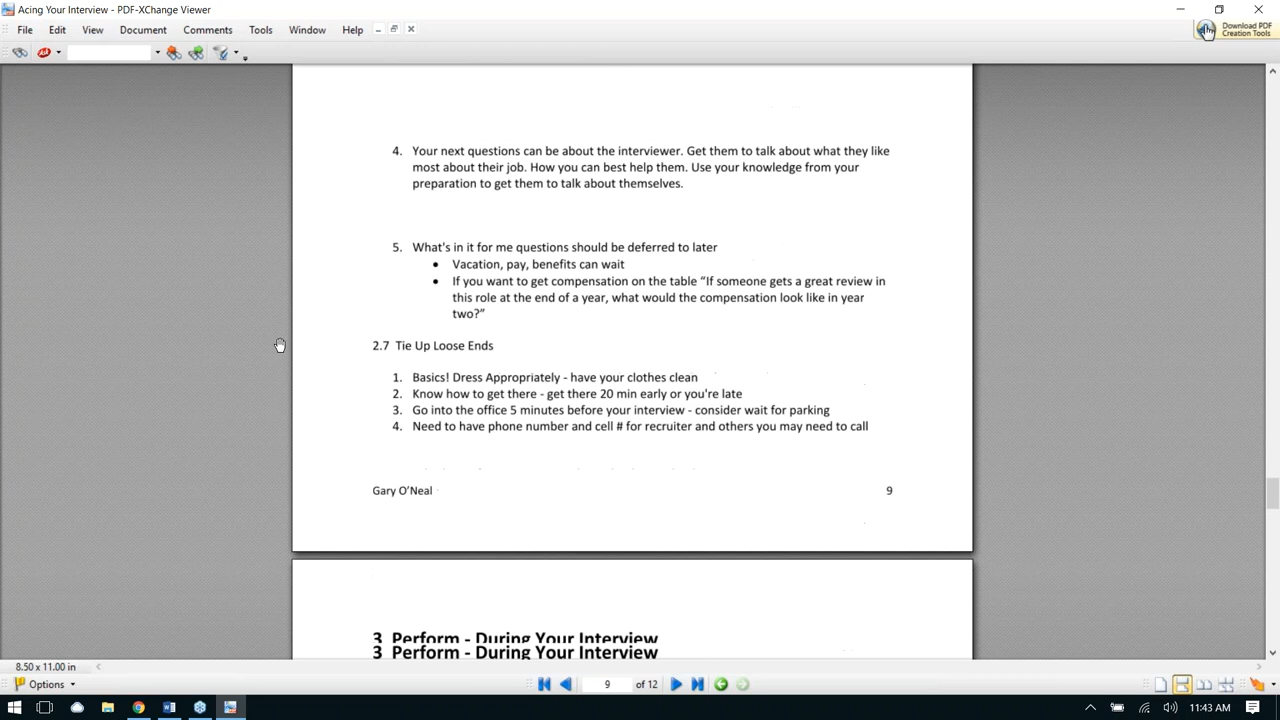 Acing Your Interview - PDF-XChange Viewer
File Edit View Document Comments Tools Window Help
Download PDF
Creation Tools
4. Your next questions can be about the interviewer. Get them to talk about what they like
most about their job. How you can best help them. Use your knowledge from your
preparation to get them to talk about themselves.
5. What's in it for me questions should be deferred to later
• Vacation, pay, benefits can wait
• If you want to get compensation on the table “If someone gets a great review in
this role at the end of a year, what would the compensation look like in year
two?”
2.7 Tie Up Loose Ends
1. Basics! Dress Appropriately - have your clothes clean
2. Know how to get there - get there 20 min early or you're late
3. Go into the office 5 minutes before your interview - consider wait for parking
4. Need to have phone number and cell # for recruiter and others you may need to call
Gary O’Neal 9
3 Perform - During Your Interview
3 Perform - During Your Interview
8.50 x 11.00 in
Options 9 of 12
11:43 AM